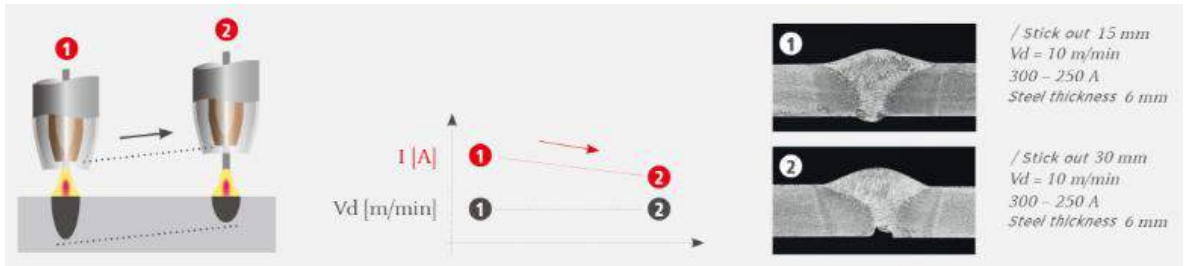 1
2
I [A]
1
2
Vd [m/min]
1
2
1
/ Stick out 15 mm
Vd = 10 m/min
300 – 250 A
Steel thickness 6 mm
2
/ Stick out 30 mm
Vd = 10 m/min
300 – 250 A
Steel thickness 6 mm